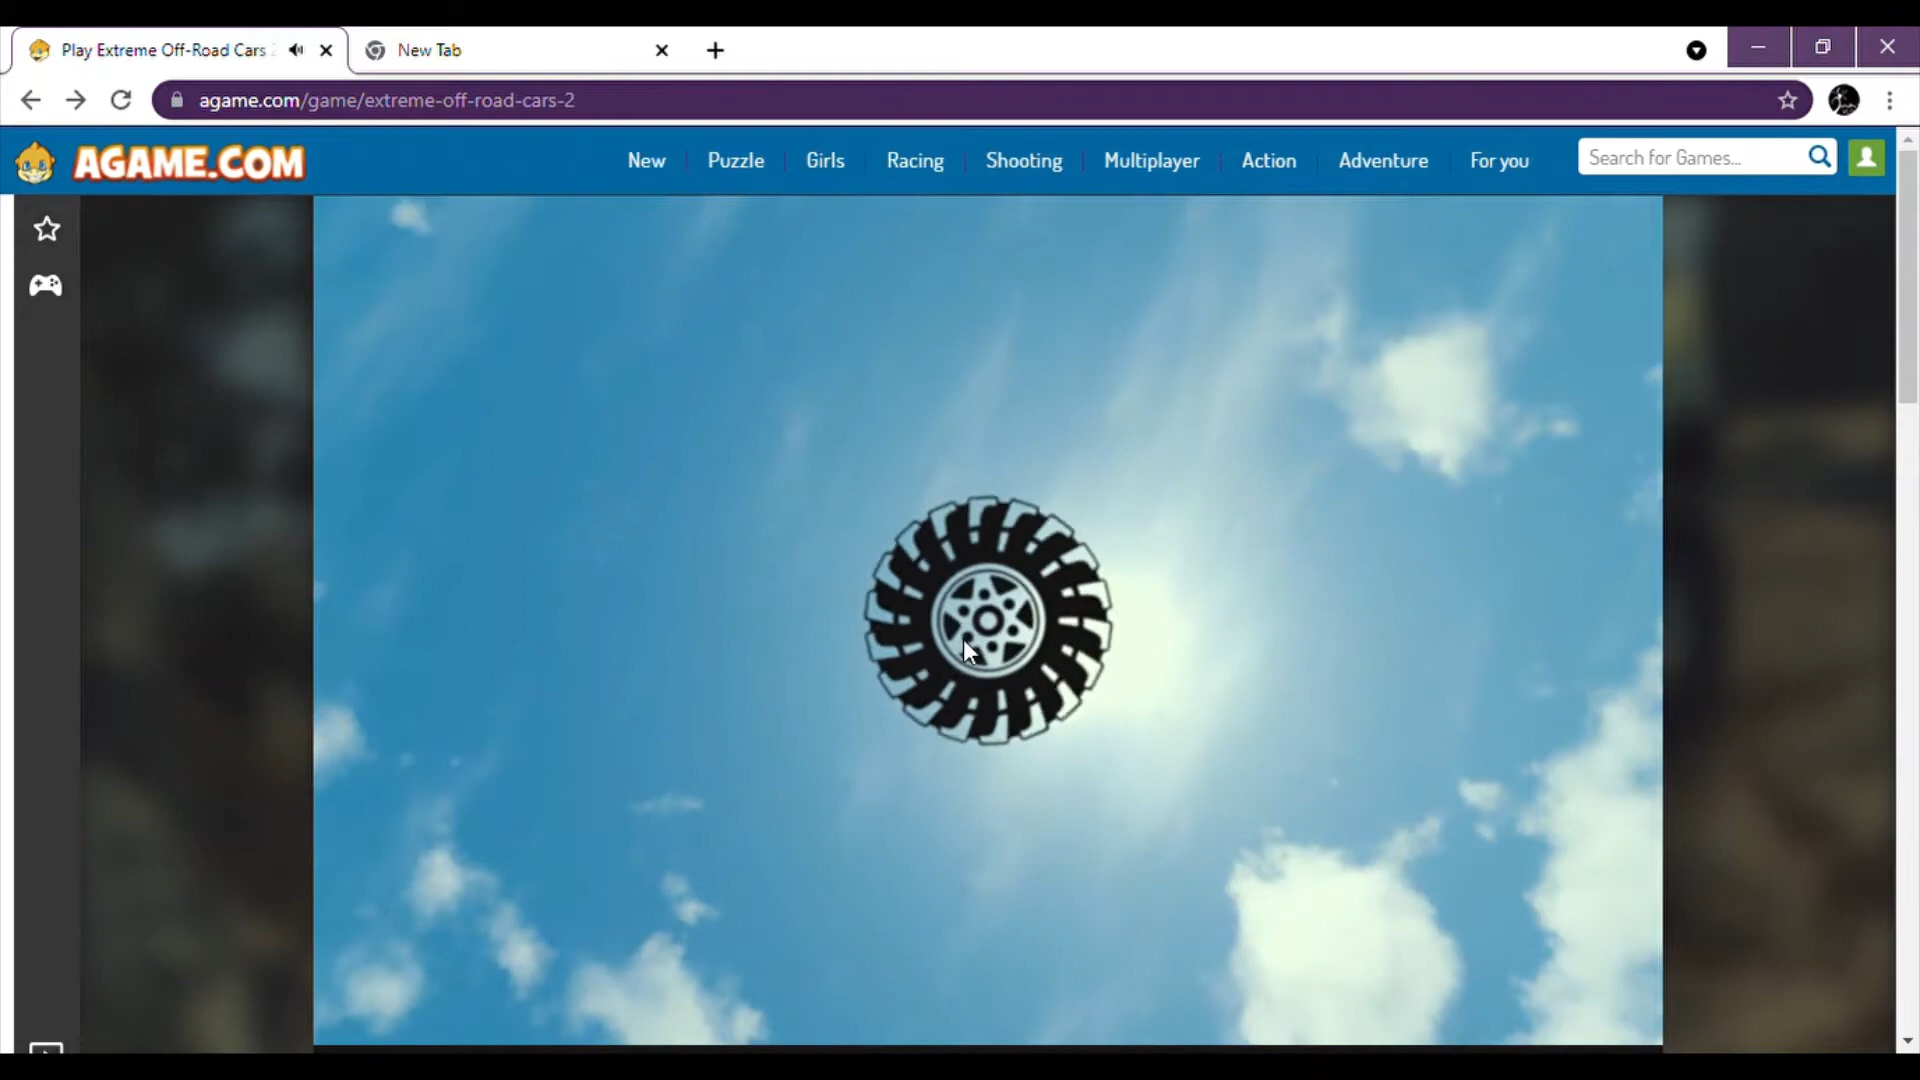 Play Extreme Off-Road Cars
New Tab
agame.com/game/extreme-off-road-cars-2
AGAME.COM
New
Puzzle
Girls
Racing
Shooting
Multiplayer
Action
Adventure
For you
Search for Games...